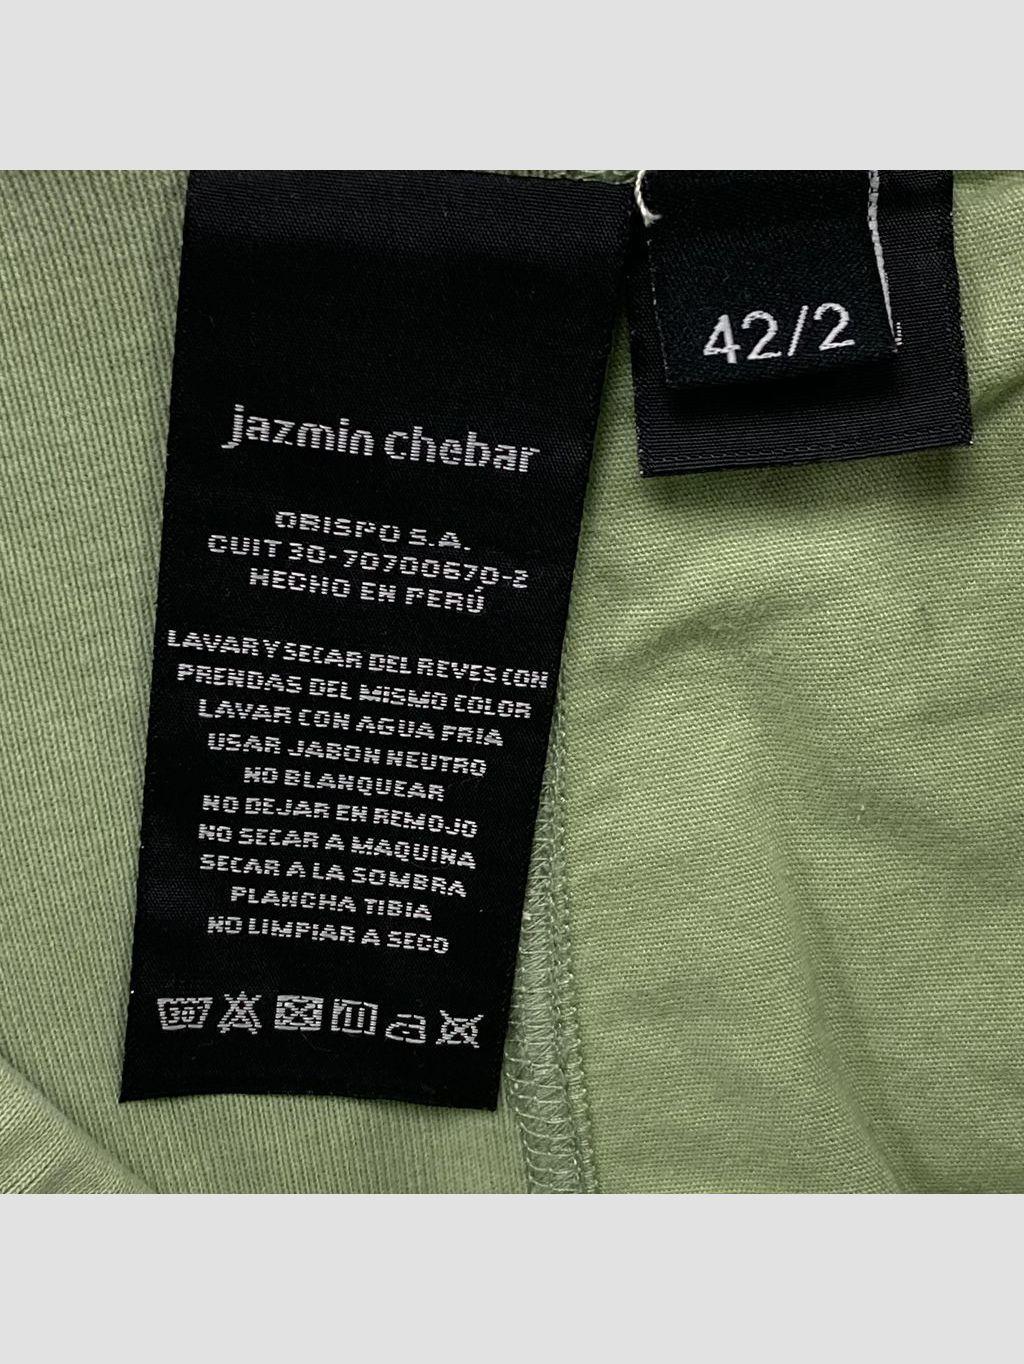 jazmin chebar
OBISPO S.A.
CUIT 30-70700670-2
HECHO EN PERÚ
LAVAR Y SECAR DEL REVES CON
PRENDAS DEL MISMO COLOR
LAVAR CON AGUA FRIA
USAR JABON NEUTRO
NO BLANQUEAR
NO DEJAR EN REMOJO
NO SECAR A MAQUINA
SECAR A LA SOMBRA
PLANCHA TIBIA
NO LIMPIAR A SECO
30°
42/2